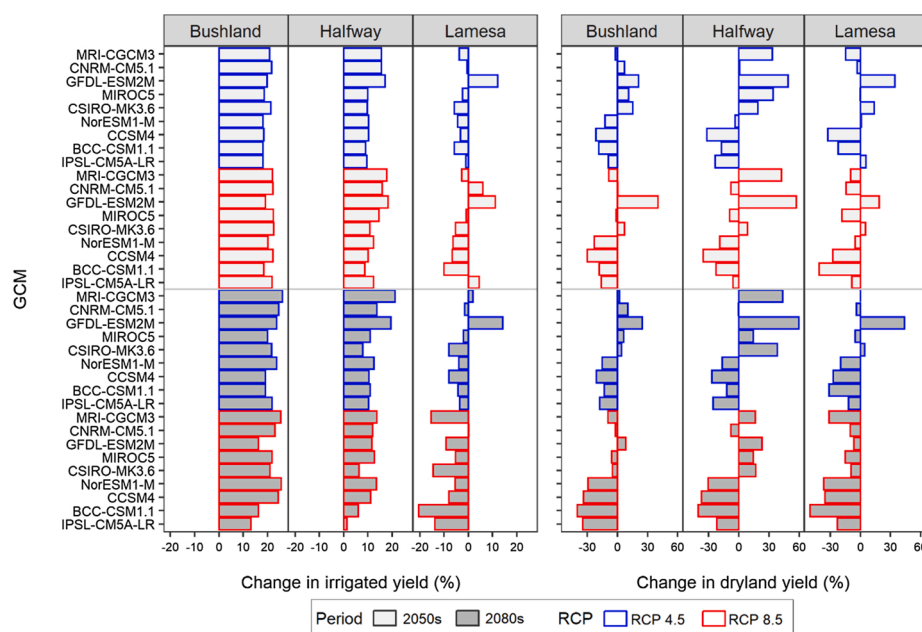 Bushland Halfway Lamesa Bushland Halfway Lamesa
GCM
MRI-CGCM3
CNRM-CM5.1
GFDL-ESM2M
MIROC5
CSIRO-MK3.6
NorESM1-M
CCSM4
BCC-CSM1.1
IPSL-CM5A-LR
MRI-CGCM3
CNRM-CM5.1
GFDL-ESM2M
MIROC5
CSIRO-MK3.6
NorESM1-M
CCSM4
BCC-CSM1.1
IPSL-CM5A-LR
MRI-CGCM3
CNRM-CM5.1
GFDL-ESM2M
MIROC5
CSIRO-MK3.6
NorESM1-M
CCSM4
BCC-CSM1.1
IPSL-CM5A-LR
MRI-CGCM3
CNRM-CM5.1
GFDL-ESM2M
MIROC5
CSIRO-MK3.6
NorESM1-M
CCSM4
BCC-CSM1.1
IPSL-CM5A-LR
-20 -10 0 10 20 -20 -10 0 10 20 -20 -10 0 10 20 -30 0 30 60 -30 0 30 60 -30 0 30 60
Change in irrigated yield (%) Change in dryland yield (%)
Period 2050s 2080s RCP RCP 4.5 RCP 8.5